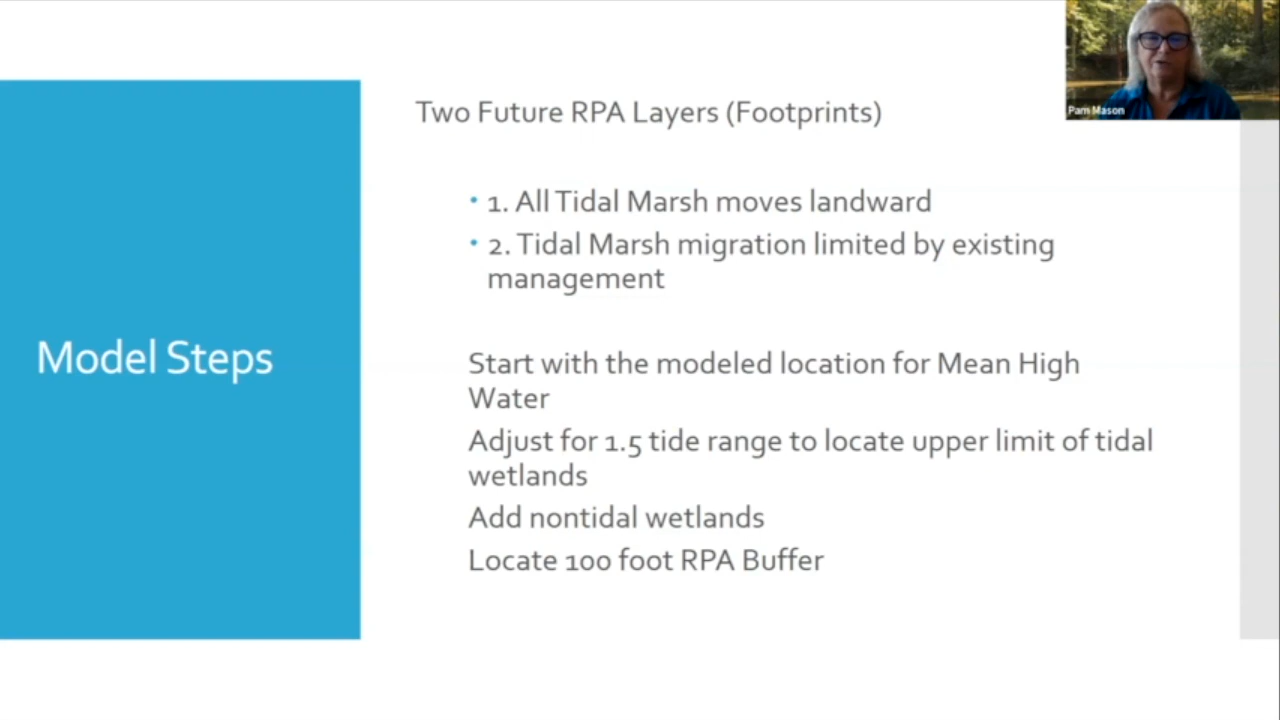 Pam Mason
Two Future RPA Layers (Footprints)
• 1. All Tidal Marsh moves landward
• 2. Tidal Marsh migration limited by existing
management
Model Steps
Start with the modeled location for Mean High
Water
Adjust for 1.5 tide range to locate upper limit of tidal
wetlands
Add nontidal wetlands
Locate 100 foot RPA Buffer